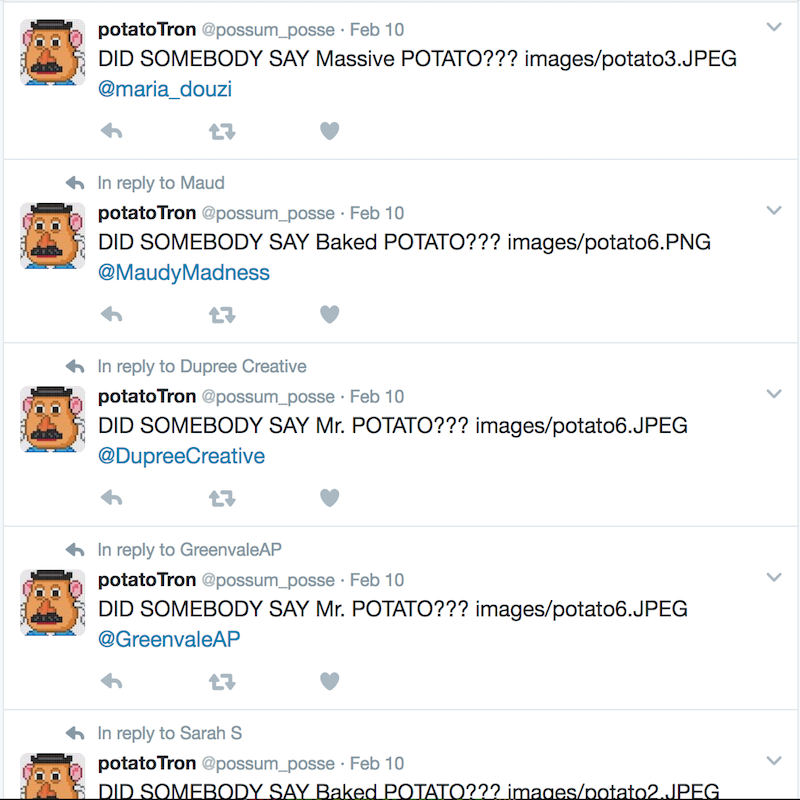 potatoTron @possum_posse · Feb 10
DID SOMEBODY SAY Massive POTATO??? images/potato3.JPEG
@maria_douzi
In reply to Maud
potatoTron @possum_posse · Feb 10
DID SOMEBODY SAY Baked POTATO??? images/potato6.PNG
@MaudyMadness
In reply to Dupree Creative
potatoTron @possum_posse · Feb 10
DID SOMEBODY SAY Mr. POTATO??? images/potato6.JPEG
@DupreeCreative
In reply to GreenvaleAP
potatoTron @possum_posse · Feb 10
DID SOMEBODY SAY Mr. POTATO??? images/potato6.JPEG
@GreenvaleAP
In reply to Sarah S
potatoTron @possum_posse · Feb 10
DID SOMEBODY SAY Baked POTATO??? images/potato2.JPEG